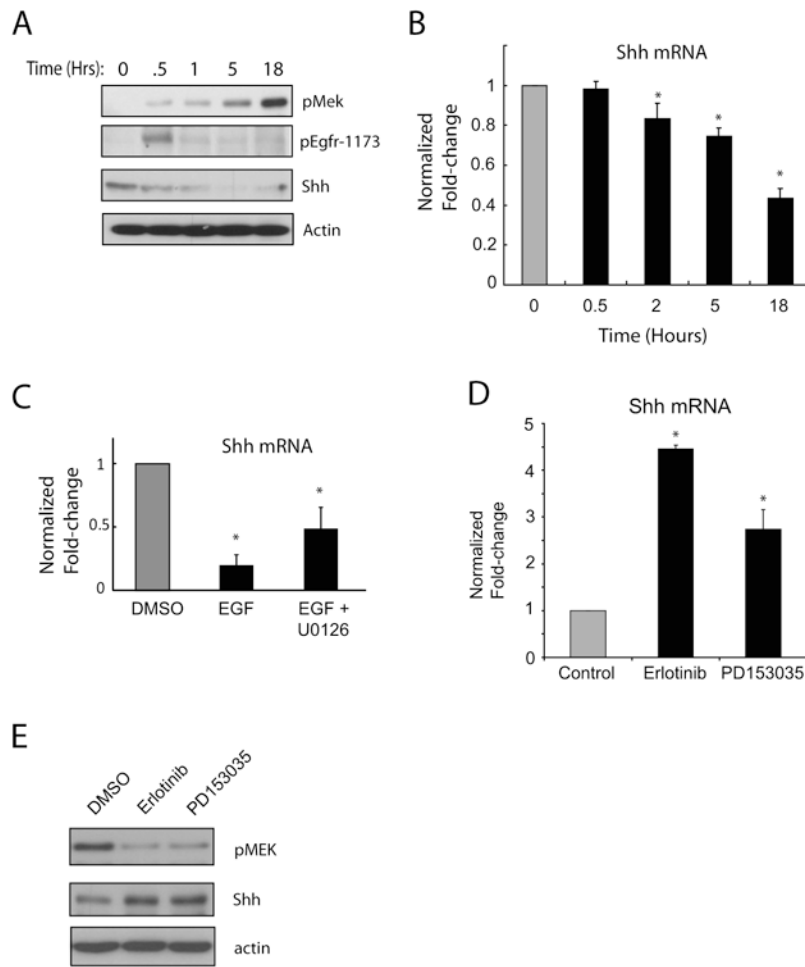 A
Time (Hrs): 0 .5 1 5 18
pMek
pEgfr-1173
Shh
Actin
B
Shh mRNA
Normalized
Fold-change
1
0.8
0.6
0.4
0.2
0
0 0.5 2 5 18
* * *
Time (Hours)
C
Shh mRNA
Normalized
Fold-change
1
0.5
0
* *
DMSO EGF EGF +
U0126
D
Shh mRNA
Normalized
Fold-change
5
4
3
2
1
0
* *
Control Erlotinib PD153035
E
DMSO Erlotinib PD153035
pMEK
Shh
actin